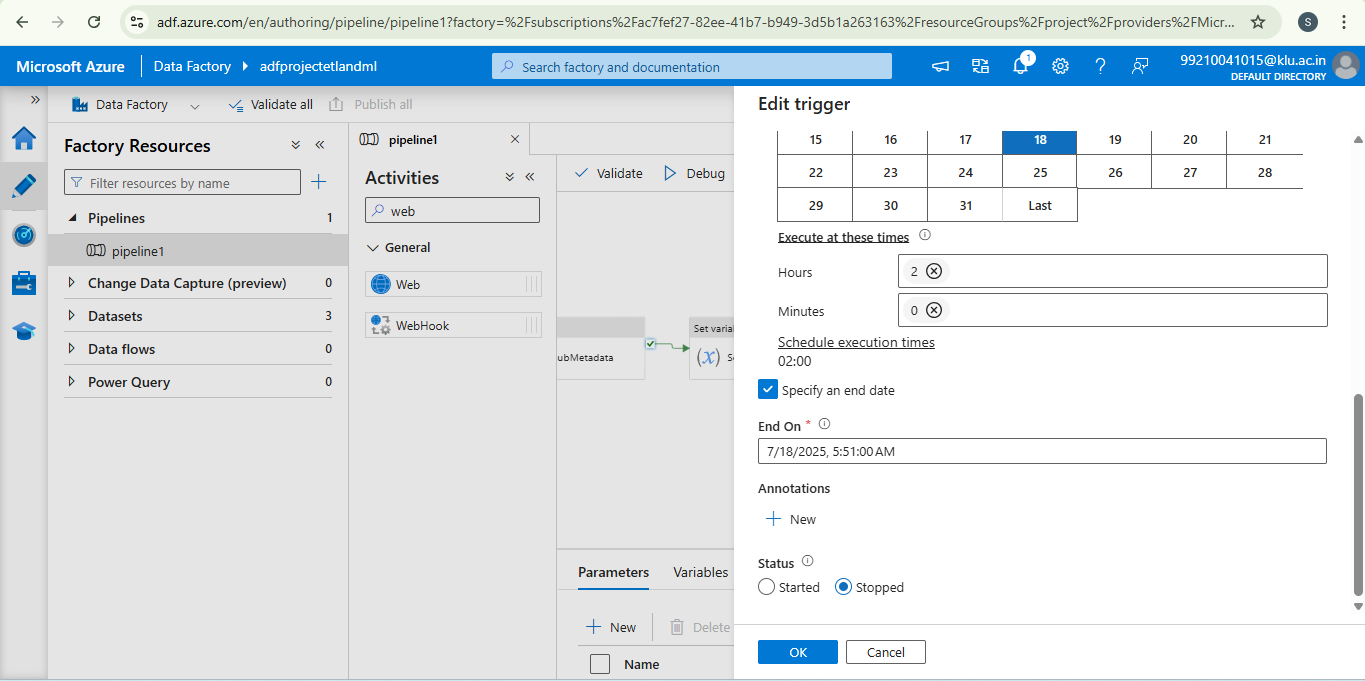 adf.azure.com/en/authoring/pipeline/pipeline1?factory=%2Fsubscriptions%2Fac7fef27-82ee-41b7-b949-3d5b1a263163%2FresourceGroups%2Fproject%2Fproviders%2FMicr...
S
Microsoft Azure
Data Factory
adfprojectetlandml
Search factory and documentation
1
99210041015@klu.ac.in
DEFAULT DIRECTORY
Data Factory
Validate all
Publish all
Factory Resources
Filter resources by name
Pipelines 1
pipeline1
Change Data Capture (preview) 0
Datasets 3
Data flows 0
Power Query 0
pipeline1
Activities
web
General
Web
WebHook
Validate
Debug
ubMetadata
Set varial
(x)
Parameters
Variables
New
Delete
Name
Edit trigger
15 16 17 18 19 20 21
22 23 24 25 26 27 28
29 30 31 Last
Execute at these times
Hours 2
Minutes 0
Schedule execution times
02:00
Specify an end date
End On *
7/18/2025, 5:51:00 AM
Annotations
New
Status
Started
Stopped
OK
Cancel